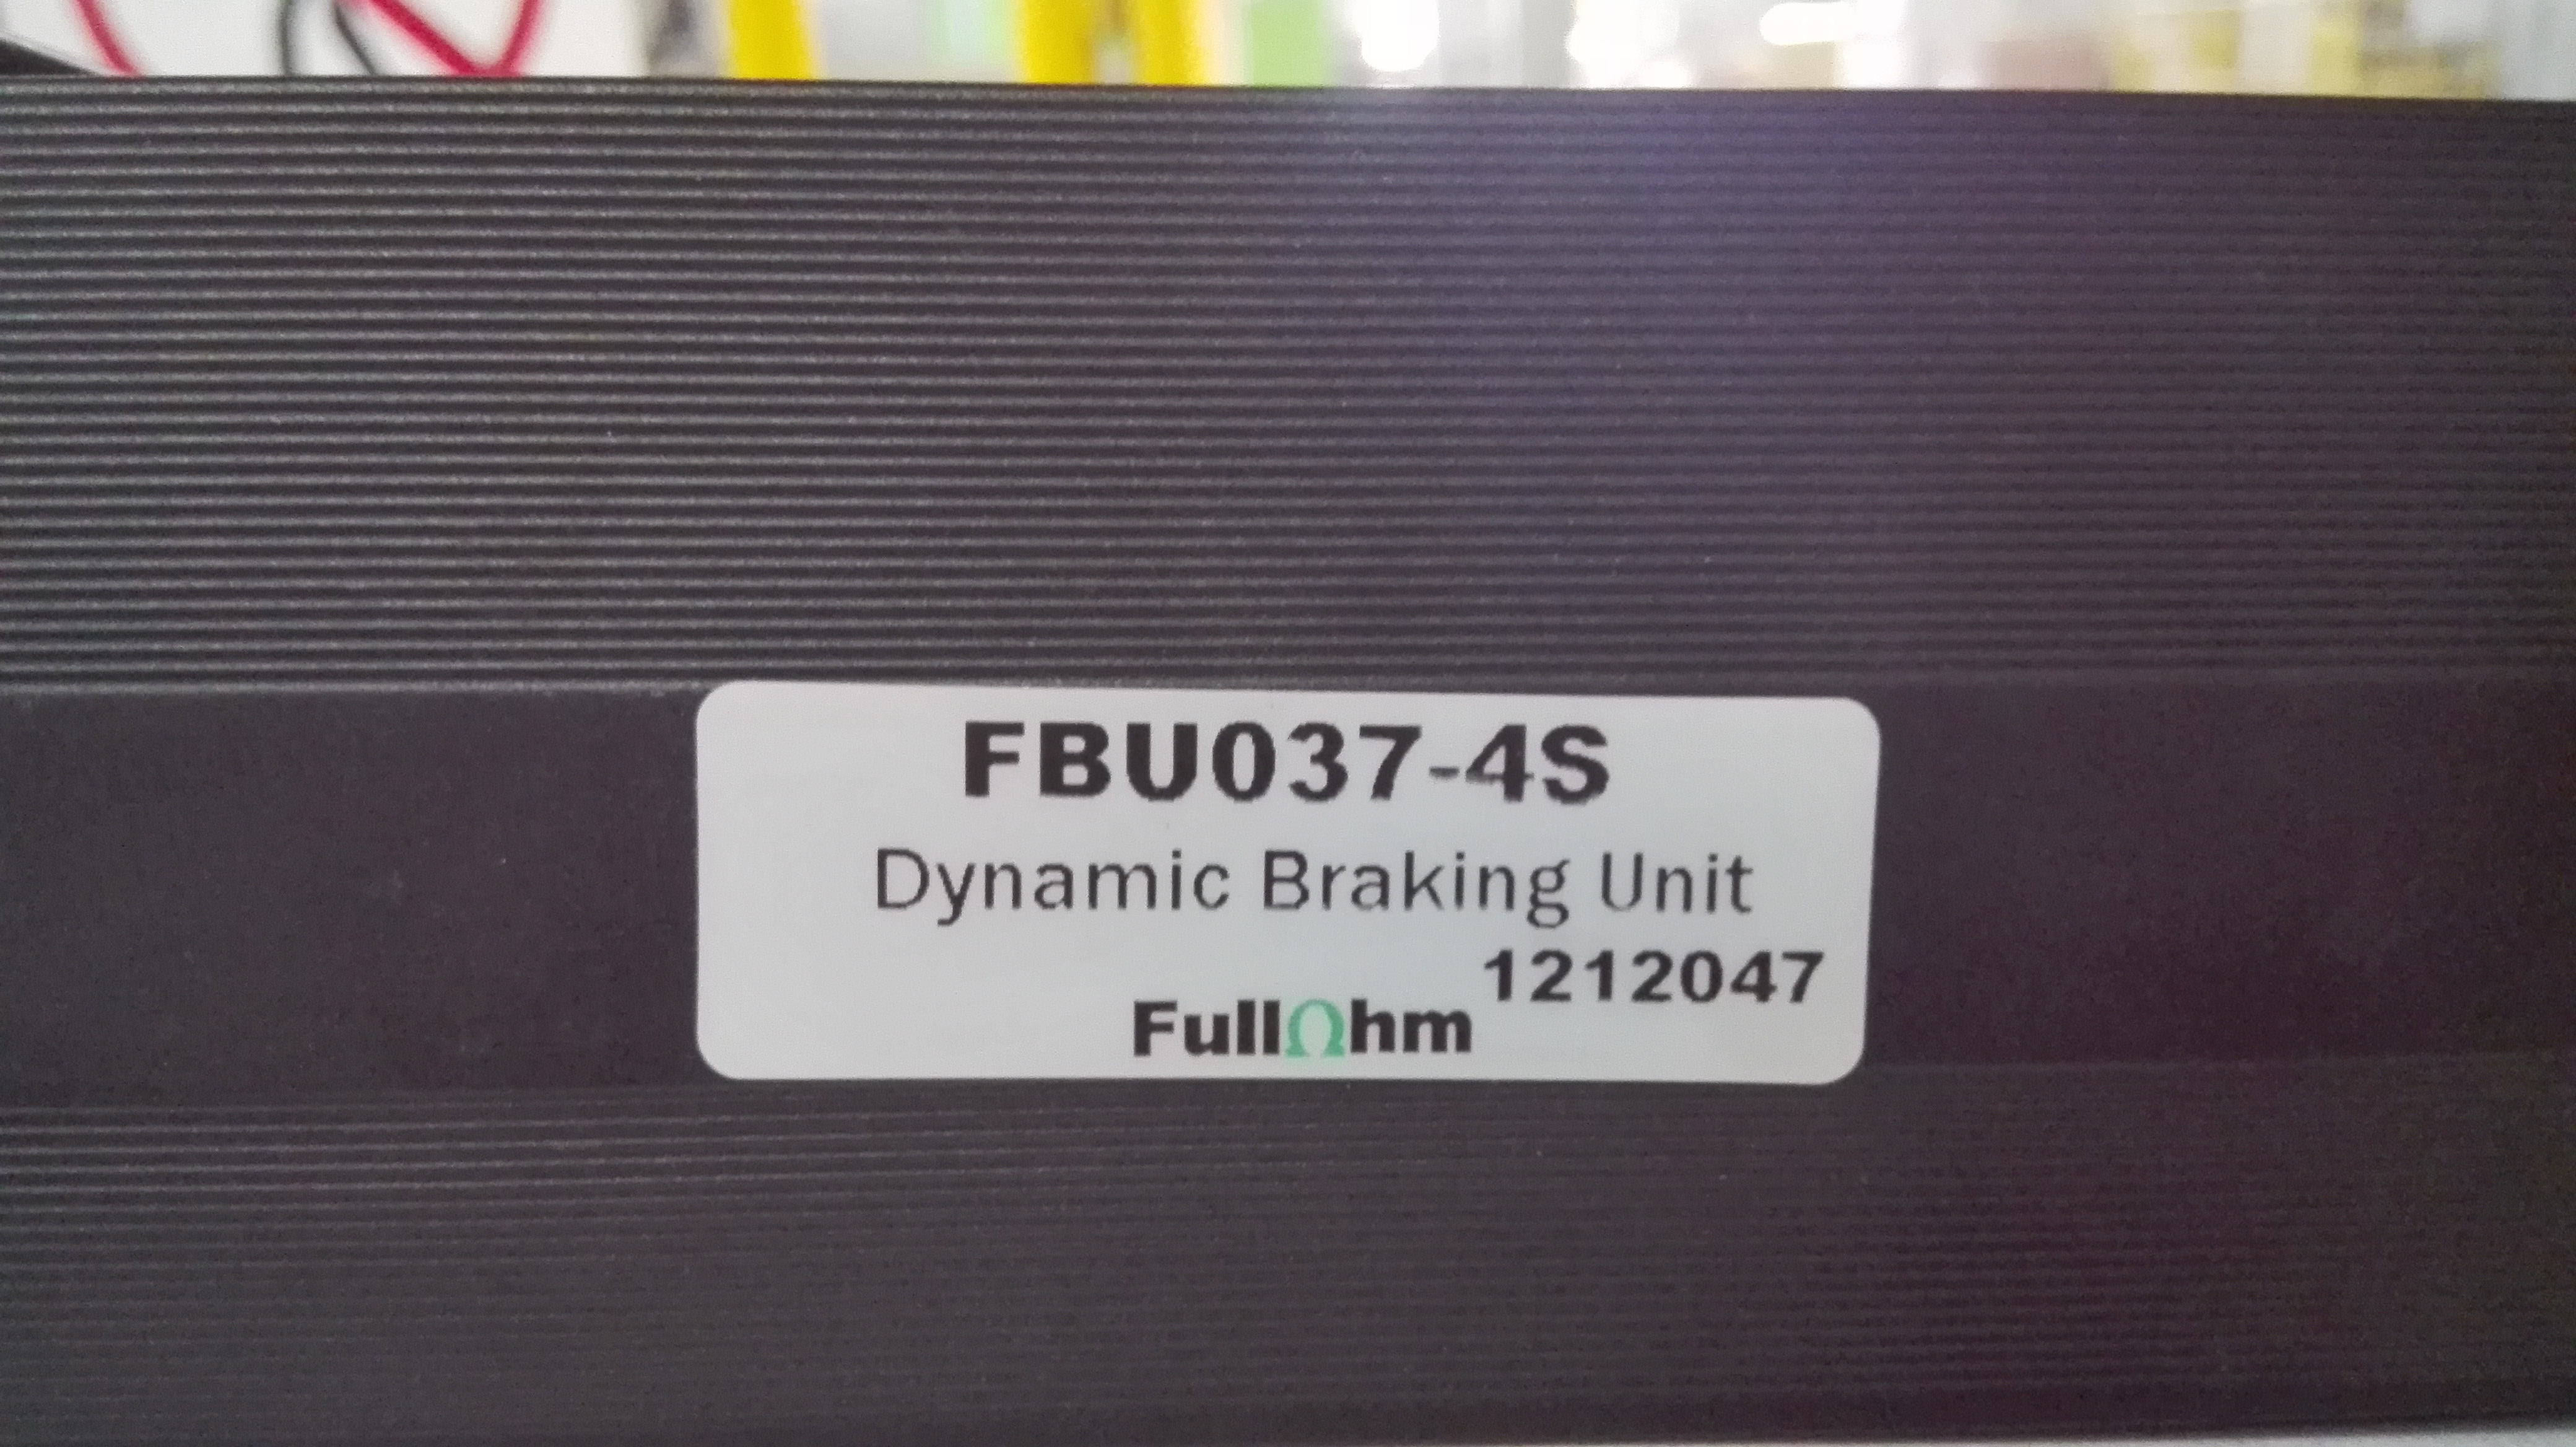 FBU037-4S
Dynamic Braking Unit
1212047
FullΩhm